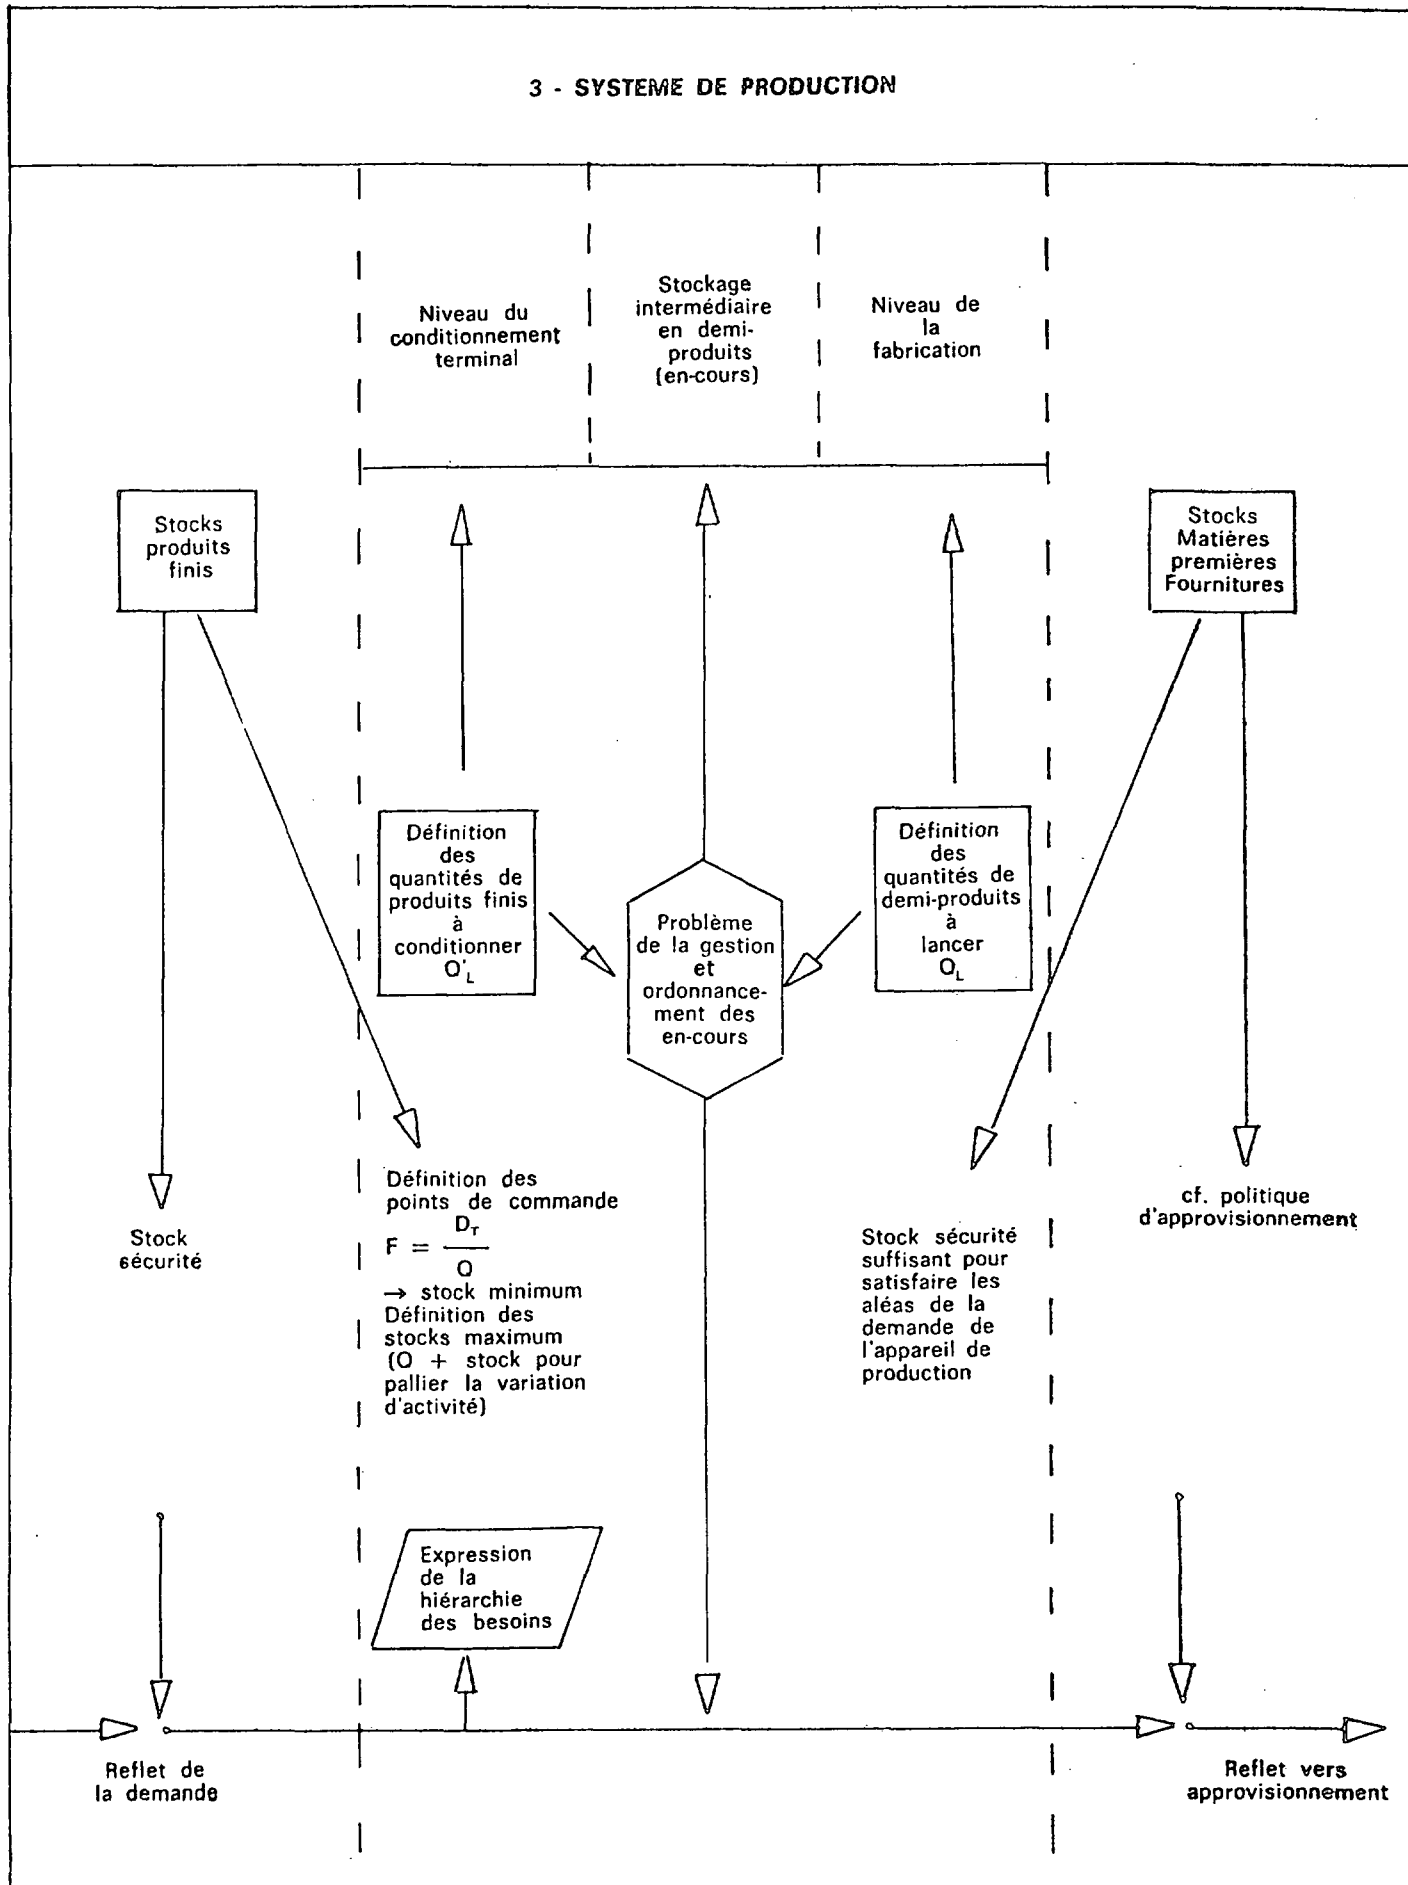 3 - SYSTEME DE PRODUCTION
Niveau du
conditionnement
terminal
Stockage
intermédiaire
en demi-
produits
(en-cours)
Niveau de
la
fabrication
Stocks
produits
finis
Stocks
Matières
premières
Fournitures
Définition
des
quantités de
produits finis
à
conditionner
Q'L
Problème
de la gestion
et
ordonnance-
ment des
en-cours
Définition
des
quantités de
demi-produits
à
lancer
QL
Stock
sécurité
Définition des
points de commande
F = DT / Q
→ stock minimum
Définition des
stocks maximum
(Q + stock pour
pallier la variation
d'activité)
Stock sécurité
suffisant pour
satisfaire les
aléas de la
demande de
l'appareil de
production
cf. politique
d'approvisionnement
Expression
de la
hiérarchie
des besoins
Reflet de
la demande
Reflet vers
approvisionnement